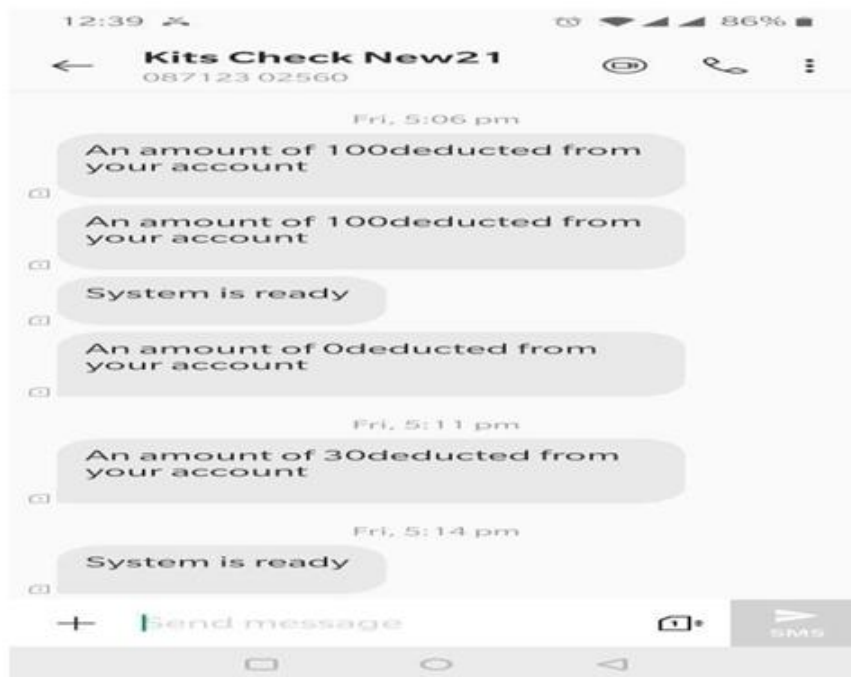 12:39 86%
Kits Check New21
087123 02560
Fri, 5:06 pm
An amount of 100deducted from
your account
An amount of 100deducted from
your account
System is ready
An amount of 0deducted from
your account
Fri, 5:11 pm
An amount of 30deducted from
your account
Fri, 5:14 pm
System is ready
Send message
1
SMS